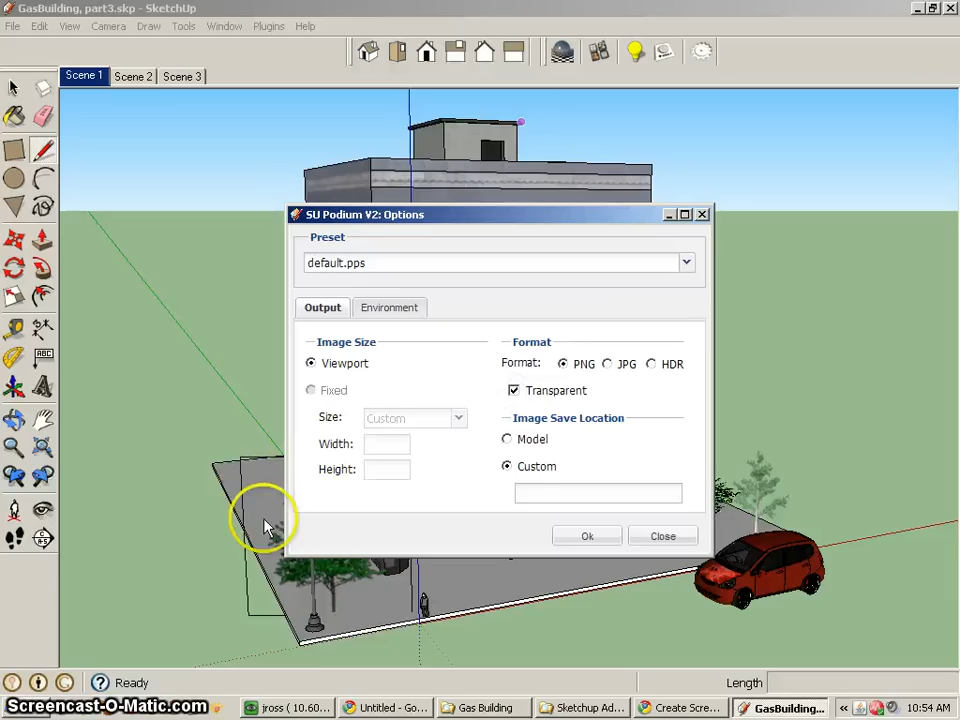 GasBuilding, part3.skp - SketchUp
File Edit View Camera Draw Tools Window Plugins Help
Scene 1 Scene 2 Scene 3
SU Podium V2: Options
Preset
default.pps
Output Environment
Image Size
Viewport
Fixed
Size: Custom
Width:
Height:
Format
Format: PNG JPG HDR
Transparent
Image Save Location
Model
Custom
Ok Close
ABC
Ready
Length
Screencast-O-Matic.com
jross ( 10.60...
Untitled - Go...
Gas Building
Sketchup Ad...
Create Scre...
GasBuilding,...
10:54 AM